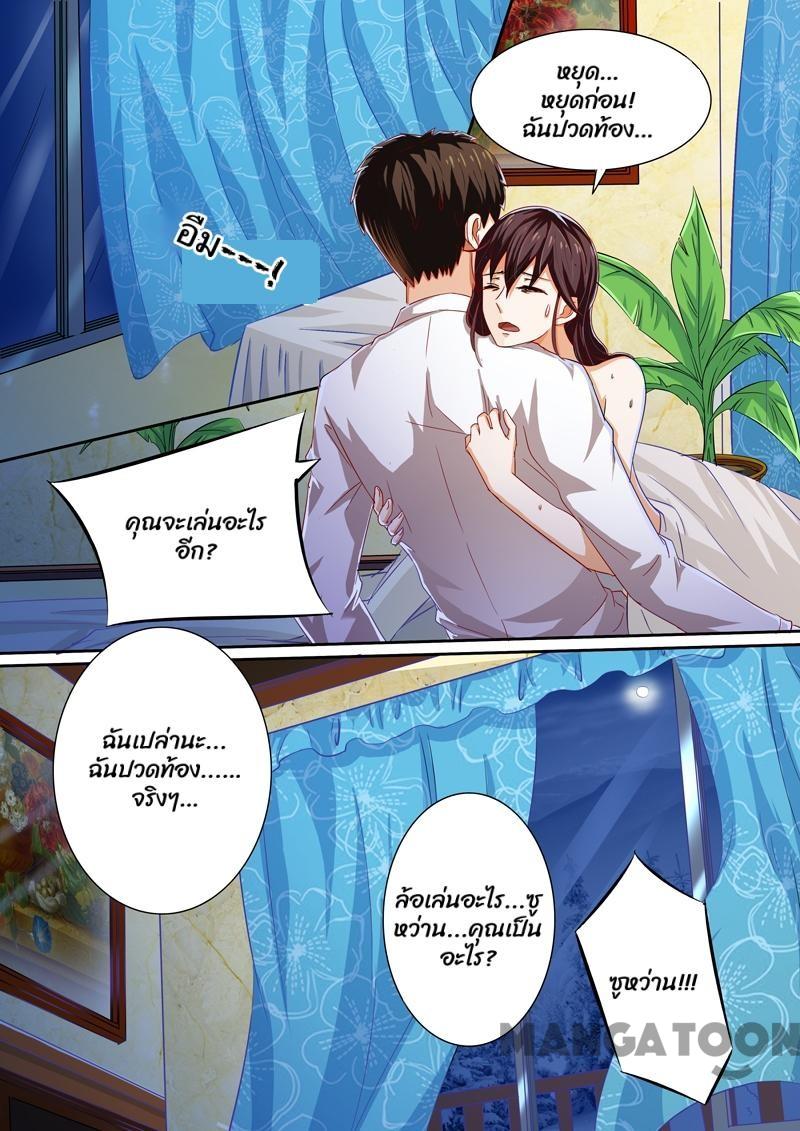 หยุด...
หยุดก่อน!
ฉันปวดท้อง...
อืม----!
คุณจะเล่นอะไร
อีก?
ฉันเปล่านะ...
ฉันปวดท้อง......
จริงๆ...
ล้อเล่นอะไร...ซู
หว่าน...คุณเป็น
อะไร?
ซูหว่าน!!!
MANGATOON